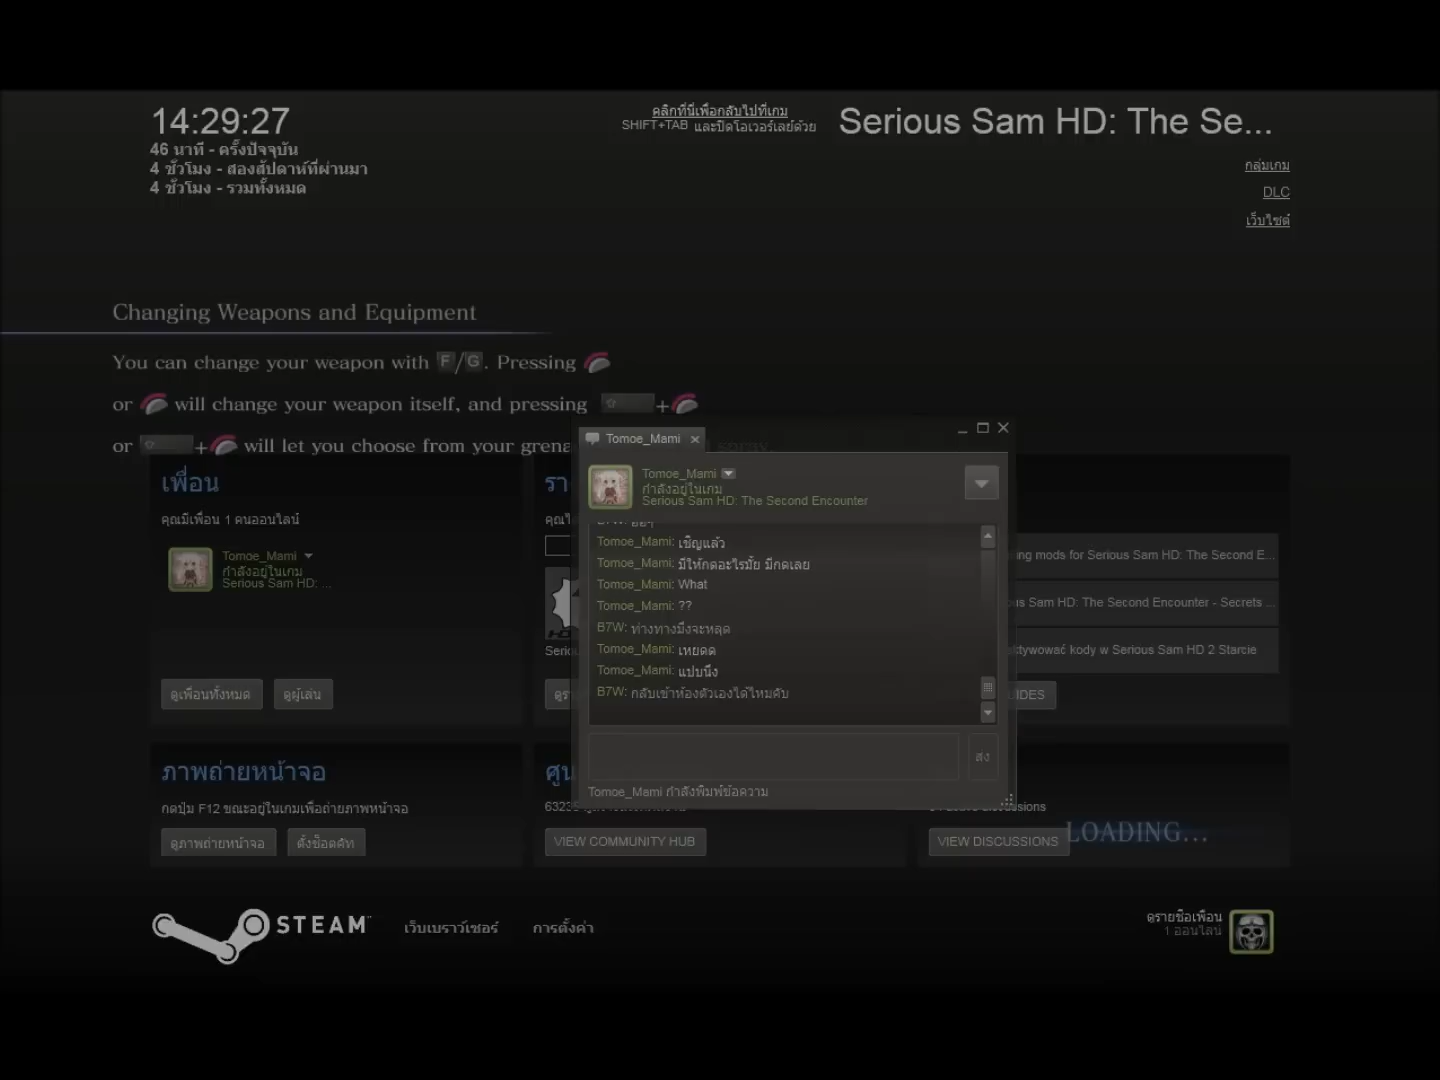 14:29:27
46 นาที - ครั้งปัจจุบัน
4 ชั่วโมง - สองสัปดาห์ที่ผ่านมา
4 ชั่วโมง - รวมทั้งหมด
คลิกที่นี่เพื่อกลับไปที่เกม
SHIFT+TAB และปิดโอเวอร์เลย์ด้วย
Serious Sam HD: The Se...
กลุ่มเกม
DLC
เว็บไซต์
Changing Weapons and Equipment
You can change your weapon with F/G. Pressing
or will change your weapon itself, and pressing +
or + will let you choose from your grena
เพื่อน
คุณมีเพื่อน 1 คนออนไลน์
Tomoe_Mami
กำลังอยู่ในเกม
Serious Sam HD: ...
ดูเพื่อนทั้งหมด
ดูผู้เล่น
Tomoe_Mami
Tomoe_Mami
กำลังอยู่ในเกม
Serious Sam HD: The Second Encounter
Tomoe_Mami: เชิญแล้ว
Tomoe_Mami: มีให้กดอะไรมั้ย มีกดเลย
Tomoe_Mami: What
Tomoe_Mami: ??
B7W: ท่างทางมึงจะหลุด
Tomoe_Mami: เหยดด
Tomoe_Mami: แปบนึง
B7W: กลับเข้าห้องตัวเองได้ไหมคับ
สง
Tomoe_Mami กำลังพิมพ์ข้อความ
ing mods for Serious Sam HD: The Second E...
ous Sam HD: The Second Encounter - Secrets ...
aktywować kody w Serious Sam HD 2 Starcie
IDES
ภาพถ่ายหน้าจอ
กดปุ่ม F12 ขณะอยู่ในเกมเพื่อถ่ายภาพหน้าจอ
ดูภาพถ่ายหน้าจอ
ตั้งช็อตคัท
VIEW COMMUNITY HUB
VIEW DISCUSSIONS
LOADING...
STEAM
เว็บเบราว์เซอร์
การตั้งค่า
ดูรายชื่อเพื่อน
1 ออนไลน์